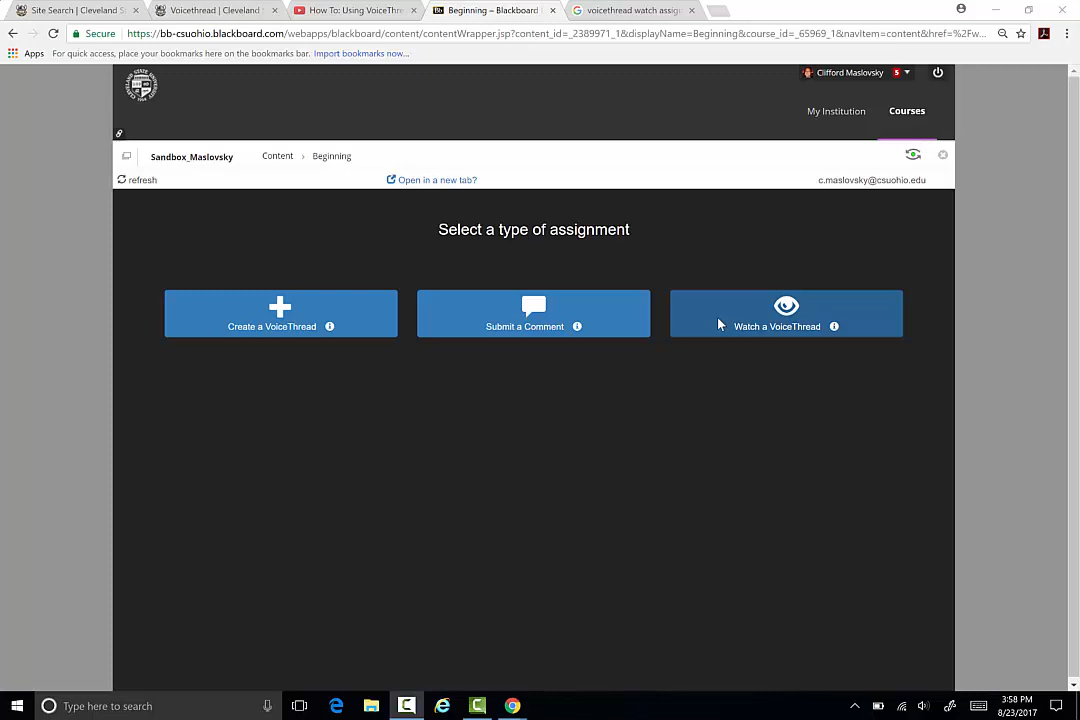 Site Search | Cleveland S
Voicethread | Cleveland
How To: Using VoiceThre
Beginning – Blackboard
voicethread watch assig
Secure
https://bb-csuohio.blackboard.com/webapps/blackboard/content/contentWrapper.jsp?content_id=_2389971_1&displayName=Beginning&course_id=_65969_1&navItem=content&href=%2Fw...
Apps
For quick access, place your bookmarks here on the bookmarks bar. Import bookmarks now...
Clifford Maslovsky
5
My Institution
Courses
Sandbox_Maslovsky
Content
Beginning
refresh
Open in a new tab?
c.maslovsky@csuohio.edu
Select a type of assignment
Create a VoiceThread
Submit a Comment
Watch a VoiceThread
Type here to search
3:58 PM
8/23/2017